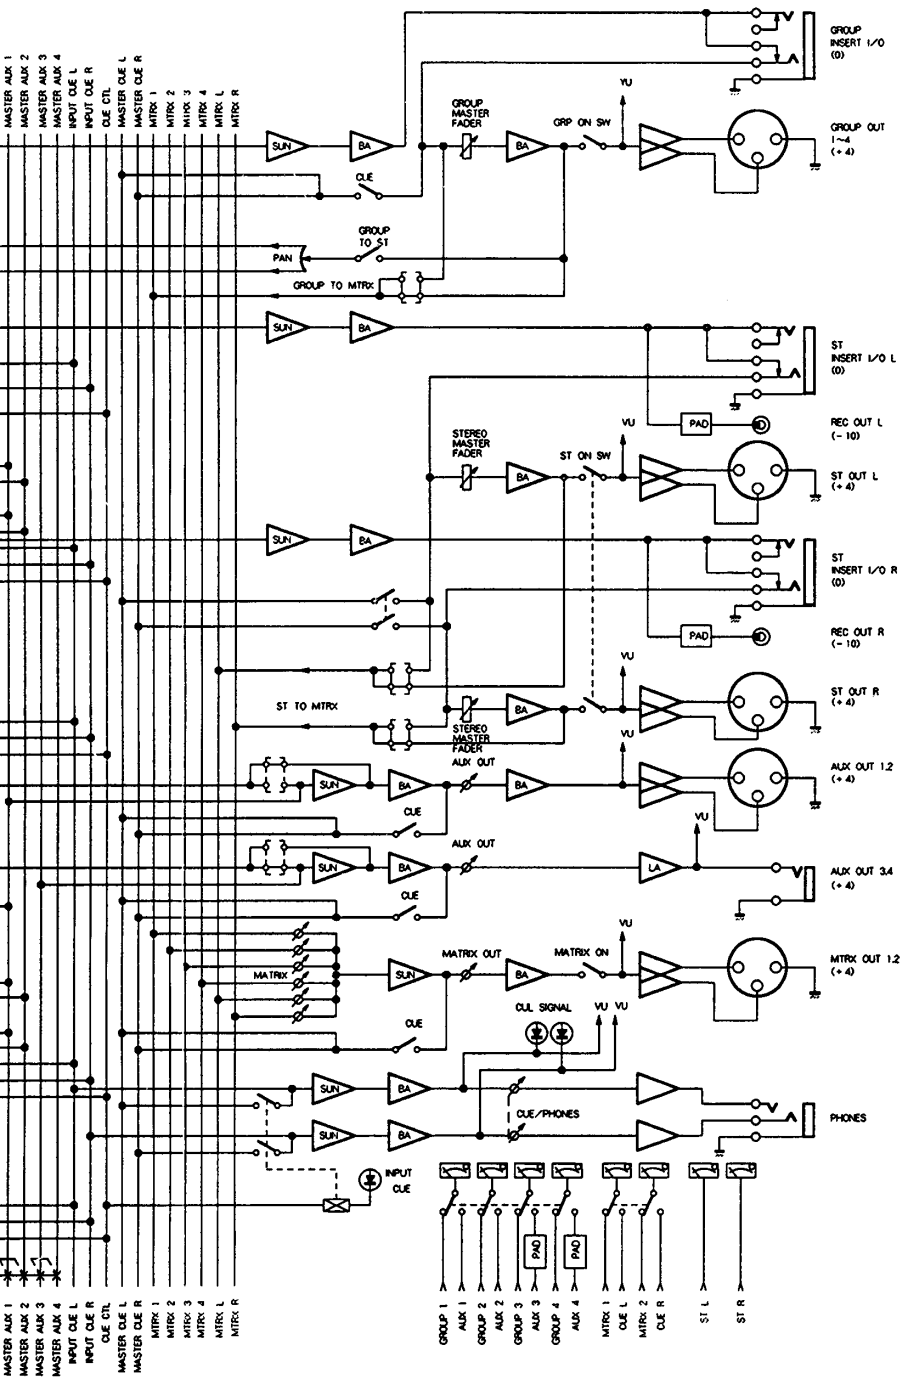 MASTER AUX 1
MASTER AUX 2
MASTER AUX 3
MASTER AUX 4
INPUT CUE L
INPUT CUE R
CUE CTL
MASTER CUE L
MASTER CUE R
MTRX 1
MTRX 2
MTRX 3
MTRX 4
MTRX L
MTRX R
GROUP
INSERT I/O
(0)
VU
GROUP
MASTER
FADER
GRP ON SW
SUN
BA
BA
GROUP OUT
1~4
(+4)
CUE
GROUP
TO ST
PAN
GROUP TO MTRX
SUN
BA
ST
INSERT I/O L
(0)
PAD
REC OUT L
(-10)
STEREO
MASTER
FADER
ST ON SW
VU
BA
ST OUT L
(+4)
SUN
BA
ST
INSERT I/O R
(0)
PAD
REC OUT R
(-10)
VU
ST TO MTRX
BA
ST OUT R
(+4)
STEREO
MASTER
FADER
VU
AUX OUT
SUN
BA
BA
AUX OUT 1.2
(+4)
CUE
VU
AUX OUT
SUN
BA
LA
AUX OUT 3.4
(+4)
CUE
VU
MATRIX
SUN
MATRIX OUT
BA
MATRIX ON
MTRX OUT 1.2
(+4)
CUL SIGNAL
VU VU
CUE
SUN
BA
CUE/PHONES
PHONES
SUN
BA
INPUT
CUE
PAD
PAD
MASTER AUX 1
MASTER AUX 2
MASTER AUX 3
MASTER AUX 4
INPUT CUE L
INPUT CUE R
CUE CTL
MASTER CUE L
MASTER CUE R
MTRX 1
MTRX 2
MTRX 3
MTRX 4
MTRX L
MTRX R
GROUP 1
AUX 1
GROUP 2
AUX 2
GROUP 3
AUX 3
GROUP 4
AUX 4
MTRX 1
CUE L
MTRX 2
CUE R
ST L
ST R